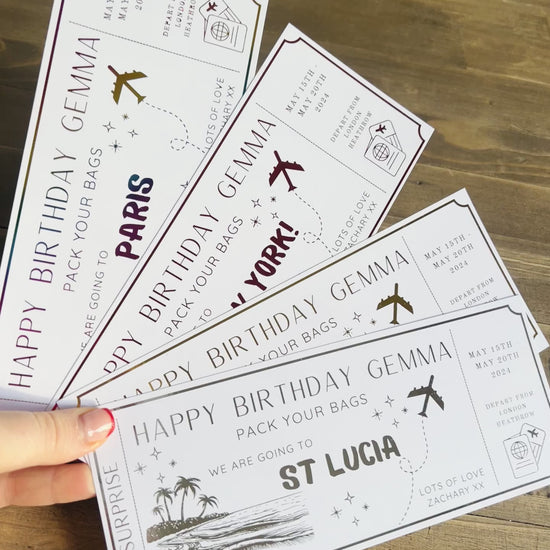 HAPPY BIRTHDAY GEMMA
PACK YOUR BAGS
WE ARE GOING TO
PARIS
LOTS OF LOVE
ZACHARY XX
MAY
MAY 20TH
2024
DEPART FROM
LONDON
HEATHROW
HAPPY BIRTHDAY GEMMA
PACK YOUR BAGS
YORK!
LOTS OF LOVE
ZACHARY XX
MAY 15TH -
MAY 20TH
2024
DEPART FROM
LONDON
HEATHROW
HAPPY BIRTHDAY GEMMA
MAY 15TH -
MAY 20TH
2024
DEPART FROM
LONDON
SURPRISE
HAPPY BIRTHDAY GEMMA
PACK YOUR BAGS
WE ARE GOING TO
ST LUCIA
LOTS OF LOVE
ZACHARY XX
MAY 15TH -
MAY 20TH
2024
DEPART FROM
LONDON
HEATHROW